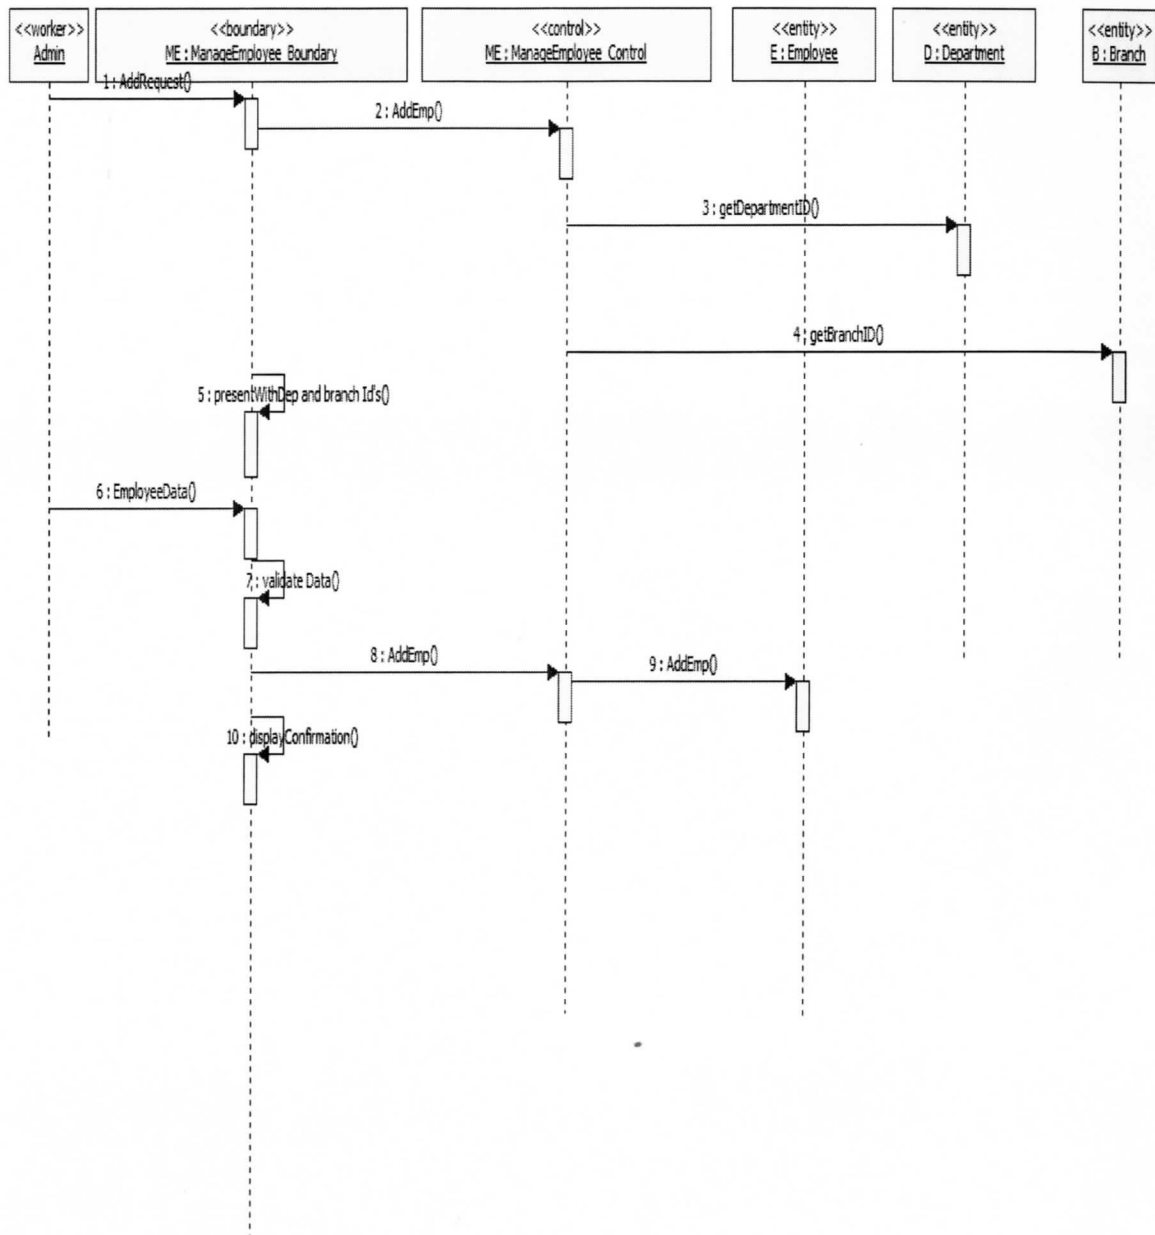 <<worker>>
Admin
<<boundary>>
ME : ManageEmployee Boundary
<<control>>
ME : ManageEmployee Control
<<entity>>
E : Employee
<<entity>>
D : Department
<<entity>>
B : Branch
1 : AddRequest()
2 : AddEmp()
3 : getDepartmentID()
4 : getBranchID()
5 : presentWithDep and branch Id's()
6 : EmployeeData()
7 : validate Data()
8 : AddEmp()
9 : AddEmp()
10 : displayConfirmation()